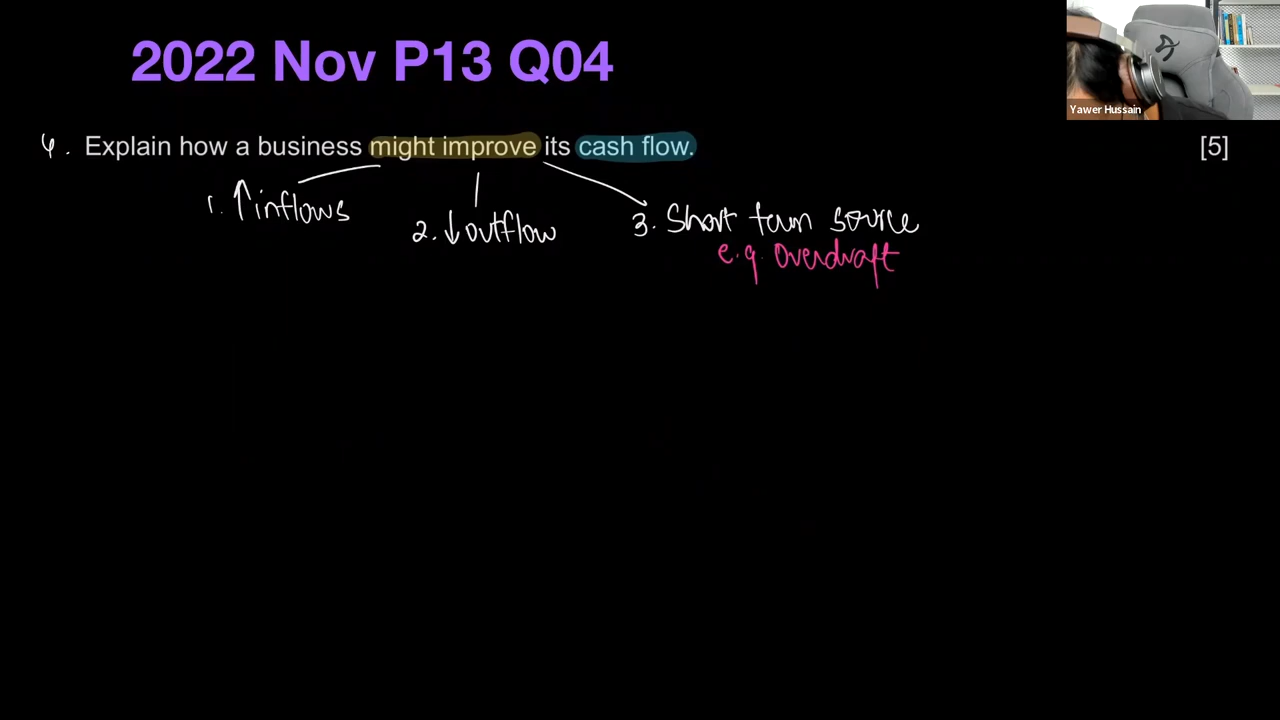 2022 Nov P13 Q04
Yawer Hussain
4. Explain how a business might improve its cash flow. [5]
1. ↑ inflows
2. ↓ outflow
3. Short term source
e.g. Overdraft